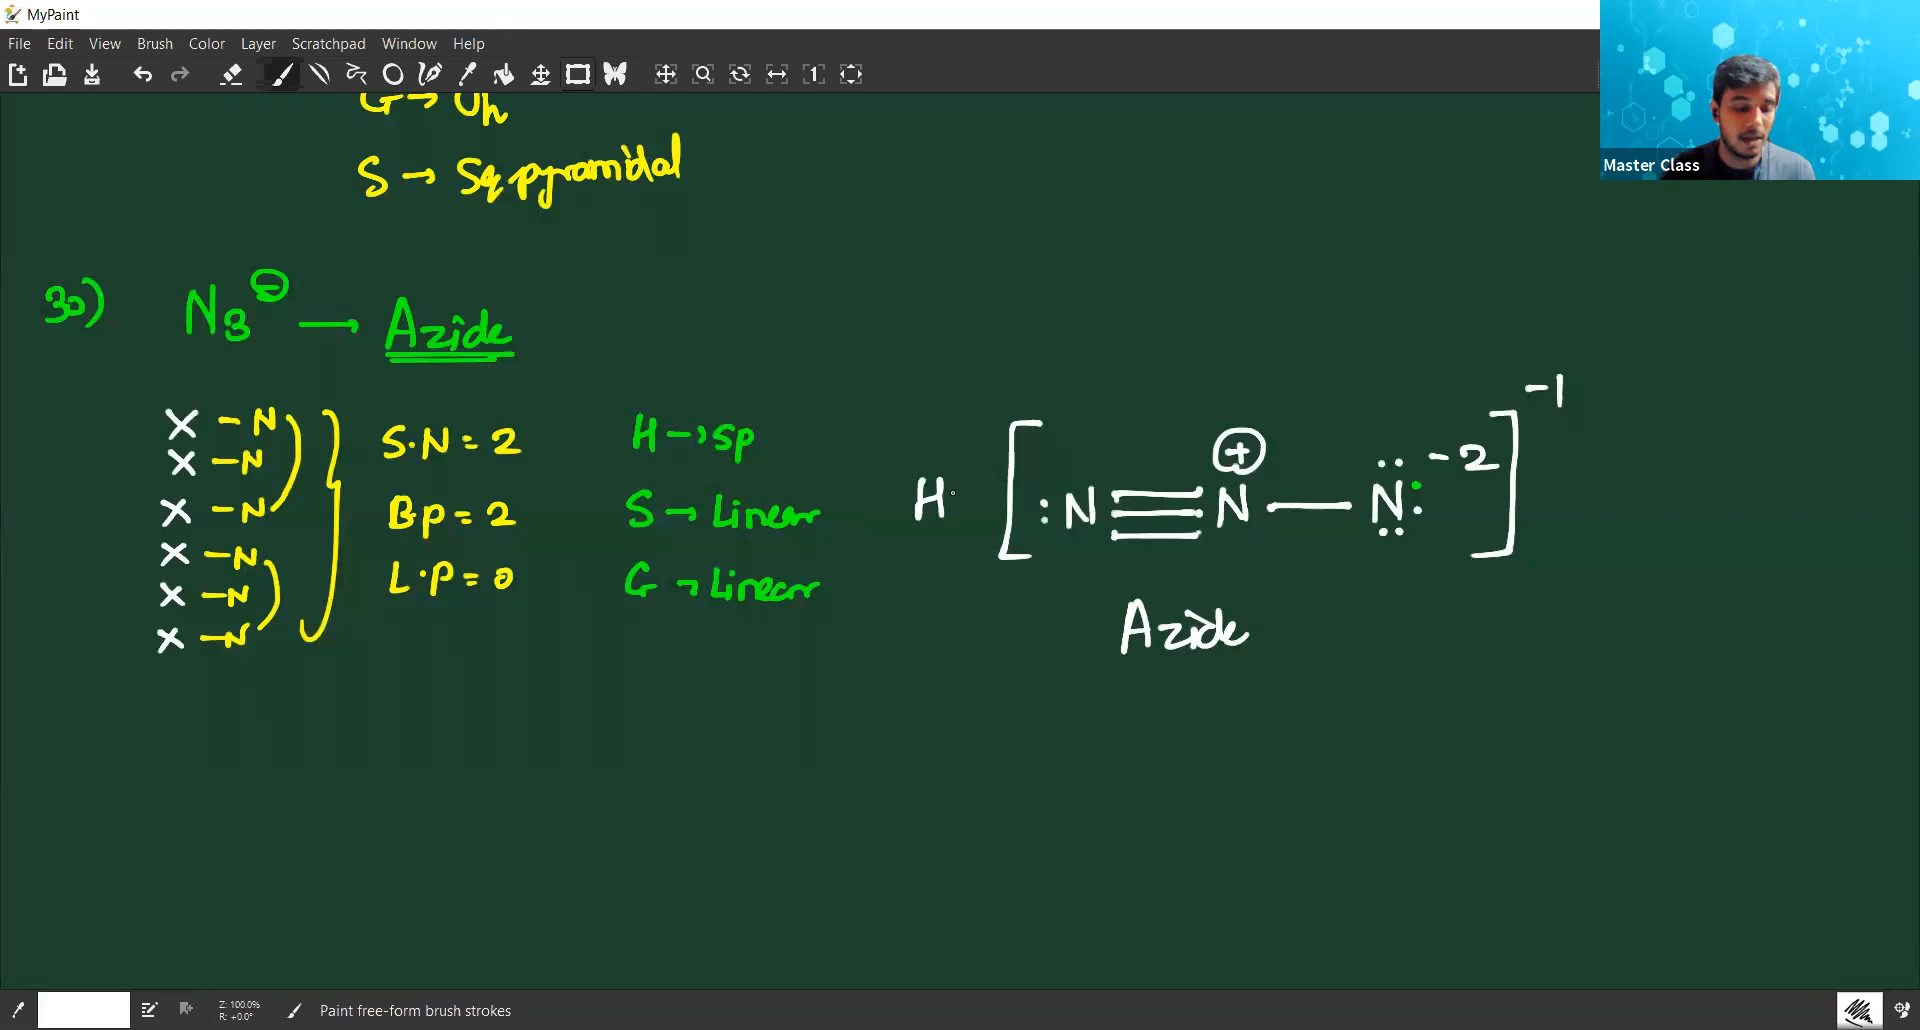 MyPaint
File Edit View Brush Color Layer Scratchpad Window Help
Master Class
G → Oh
S → Sq pyramidal
30) N3⊖ → Azide
X - N
X - N
X - N
X - N
X - N
X - N
S.N = 2
Bp = 2
L.P = 0
H → sp
S → Linear
G → Linear
H [:N≡N⊕—N̤̈: -2] -1
Azide
Z: 100.0%
R: +0.0°
Paint free-form brush strokes